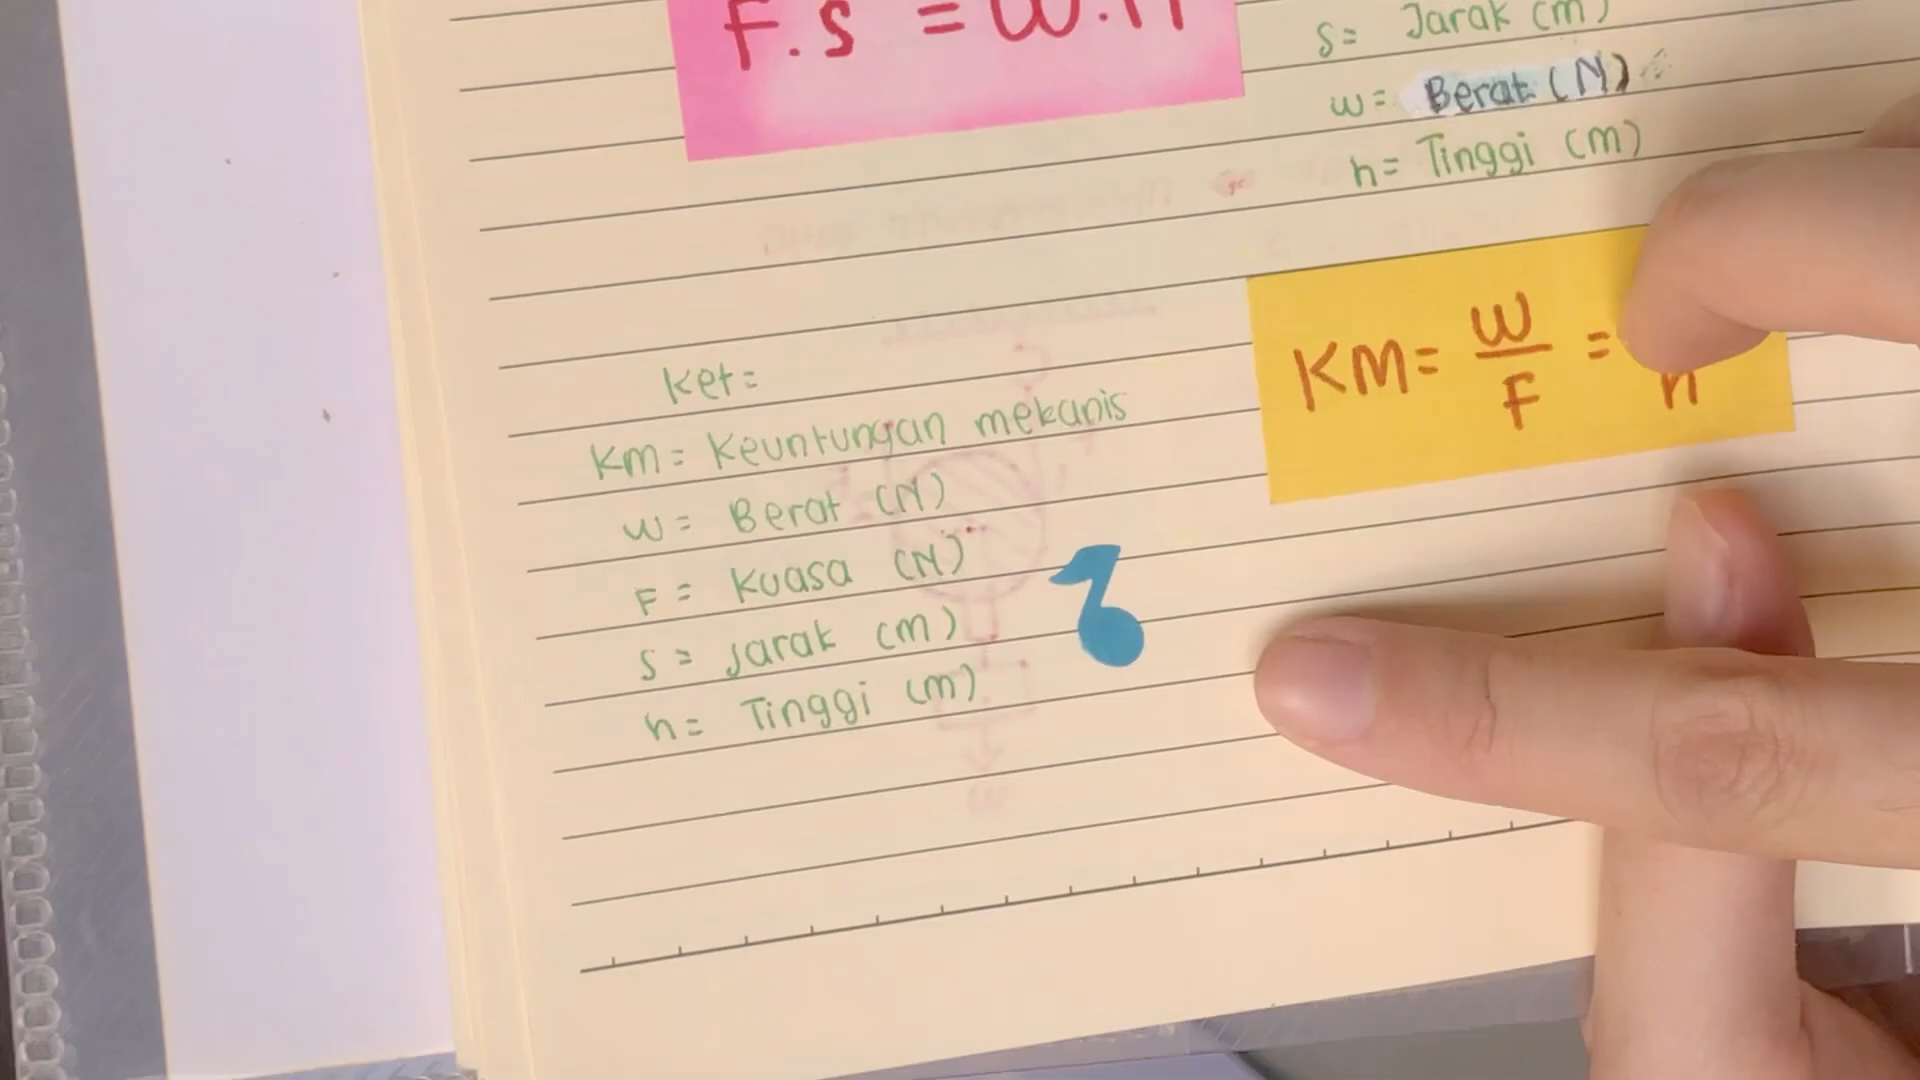 F.s = w.h
s = Jarak (m)
w = Berat (N)
h = Tinggi (m)
KM = w/F =
h
Ket =
KM = Keuntungan mekanis
w = Berat (N)
F = Kuasa (N)
s = Jarak (m)
h = Tinggi (m)